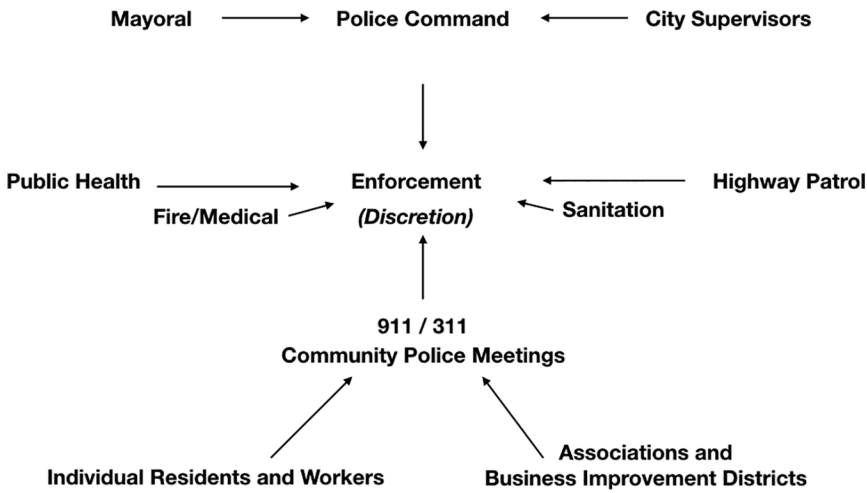 Mayoral
Police Command
City Supervisors
Public Health
Enforcement
Highway Patrol
Fire/Medical
(Discretion)
Sanitation
911 / 311
Community Police Meetings
Individual Residents and Workers
Associations and
Business Improvement Districts